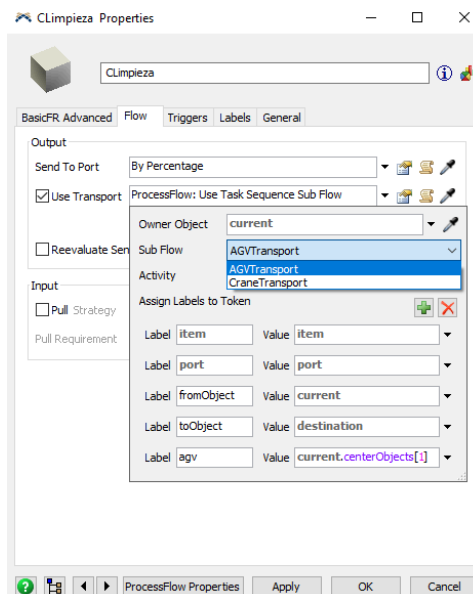 CLimpieza Properties
CLimpieza
BasicFR Advanced Flow Triggers Labels General
Output
Send To Port By Percentage
Use Transport ProcessFlow: Use Task Sequence Sub Flow
Owner Object current
Reevaluate Sen
Sub Flow AGVTransport
AGVTransport
CraneTransport
Activity
Input
Assign Labels to Token
Pull Strategy
Label item Value item
Pull Requirement
Label port Value port
Label fromObject Value current
Label toObject Value destination
Label agv Value current.centerObjects[1]
ProcessFlow Properties Apply OK Cancel